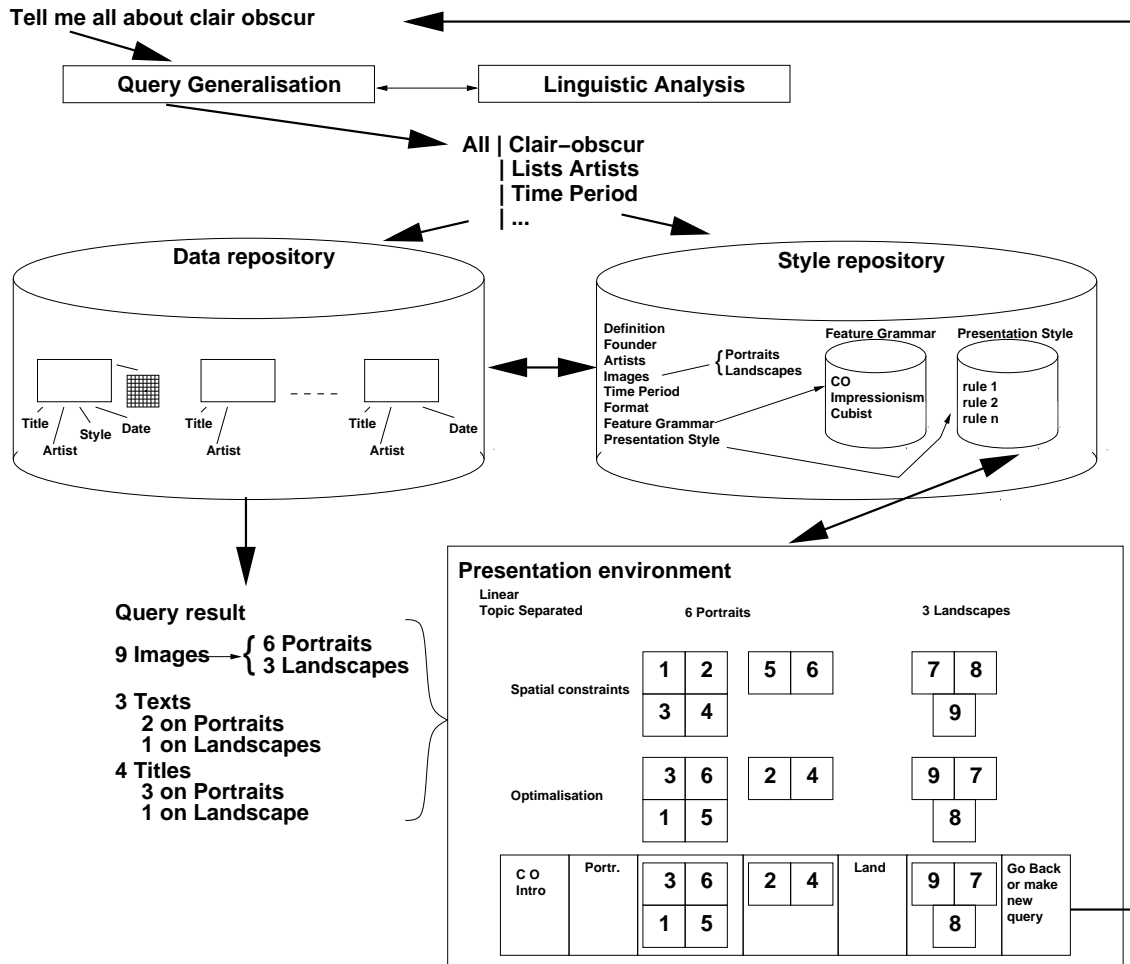 Tell me all about clair obscur
Query Generalisation
Linguistic Analysis
All | Clair-obscur
| Lists Artists
| Time Period
| ...
Data repository
Title
Artist
Style
Date
Title
Artist
- - - -
Title
Artist
Date
Style repository
Definition
Founder
Artists
Images
Time Period
Format
Feature Grammar
Presentation Style
{ Portraits
Landscapes
Feature Grammar
CO
Impressionism
Cubist
Presentation Style
rule 1
rule 2
rule n
Query result
9 Images { 6 Portraits
3 Landscapes
3 Texts
2 on Portraits
1 on Landscapes
4 Titles
3 on Portraits
1 on Landscape
Presentation environment
Linear
Topic Separated
6 Portraits
3 Landscapes
Spatial constraints
1 2 5 6 7 8
3 4 9
Optimalisation
3 6 2 4 9 7
1 5 8
C O
Intro
Portr.
3 6
1 5
2 4
Land
9 7
8
Go Back
or make
new
query